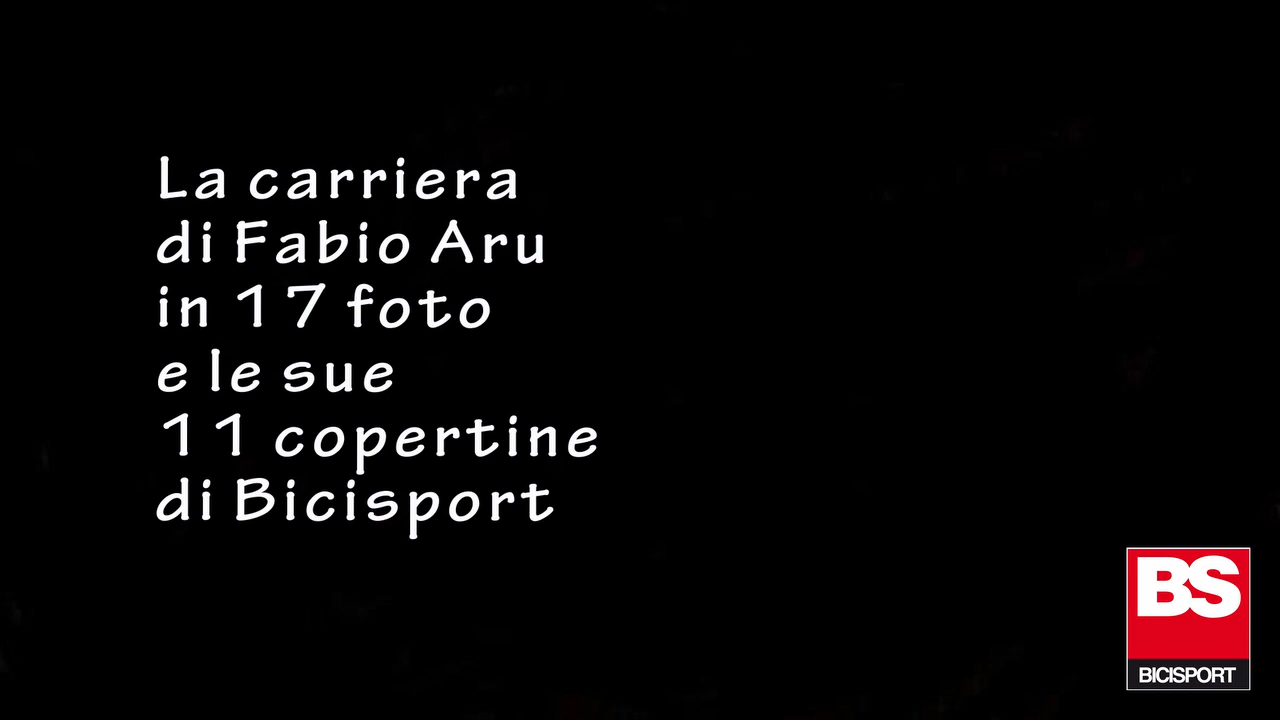 La carriera
di Fabio Aru
in 17 foto
e le sue
11 copertine
di Bicisport
BS
BICISPORT